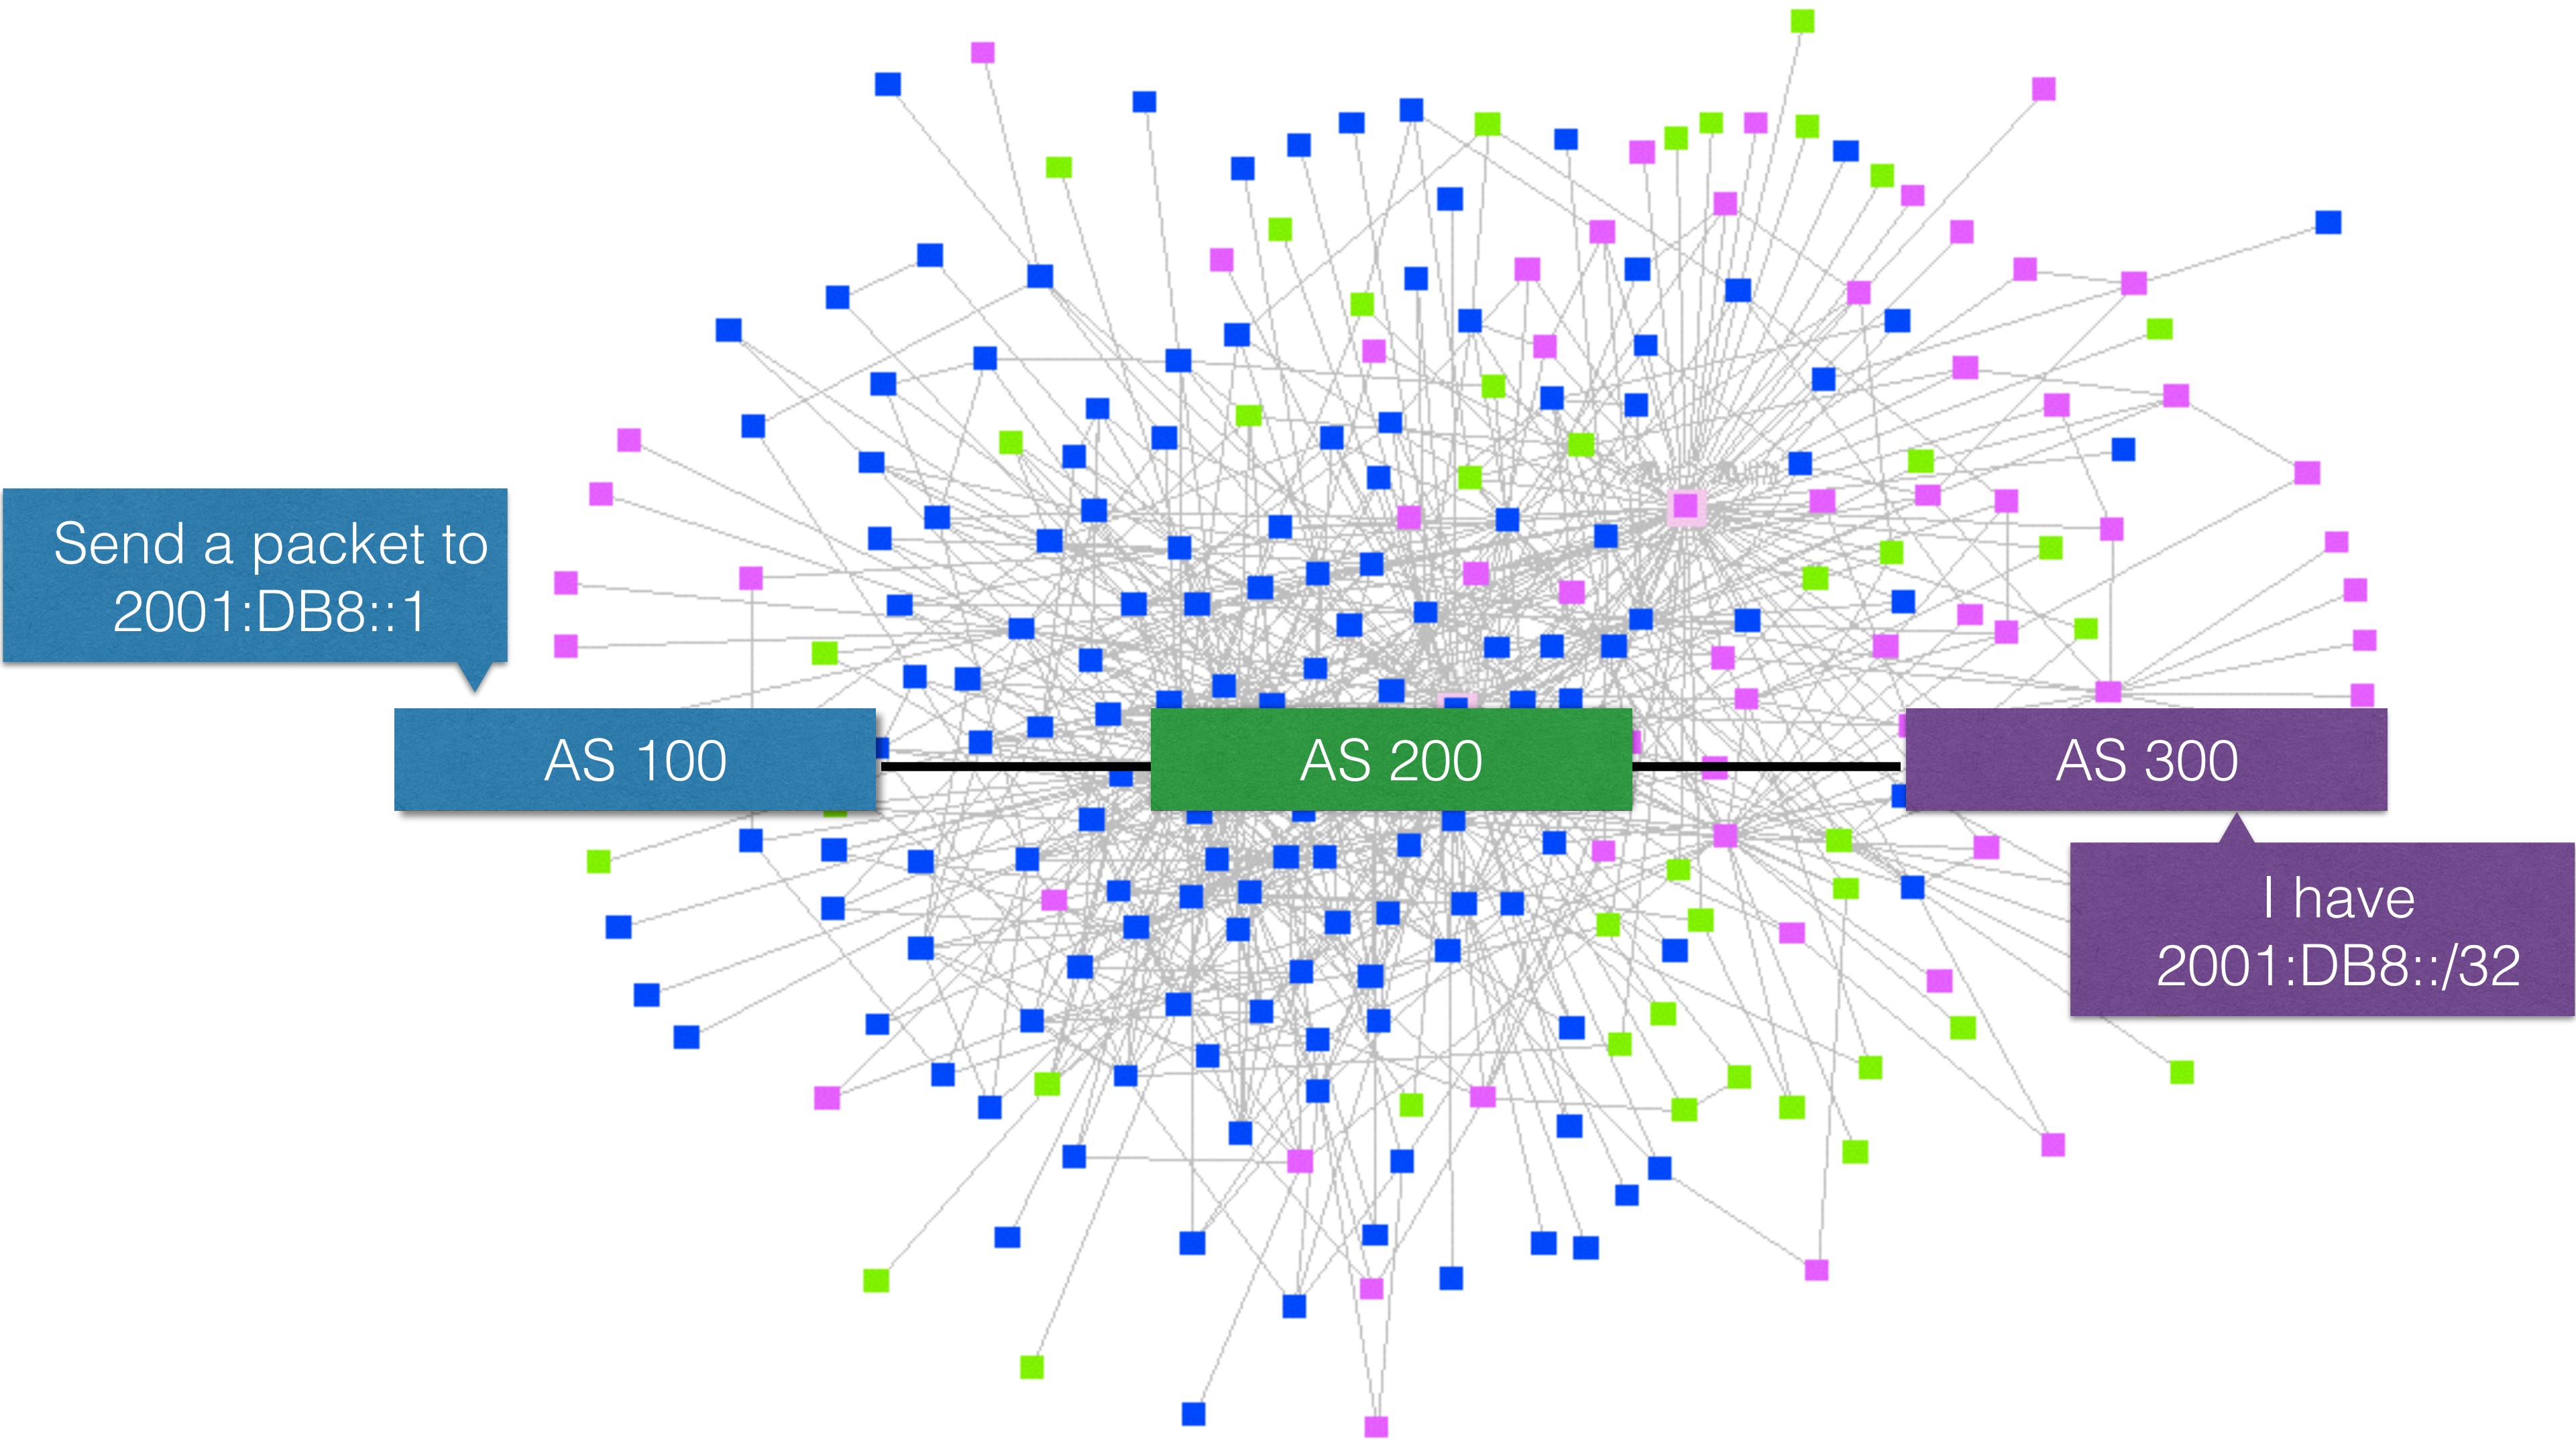 Send a packet to
2001:DB8::1
AS 100
AS 200
AS 300
I have
2001:DB8::/32